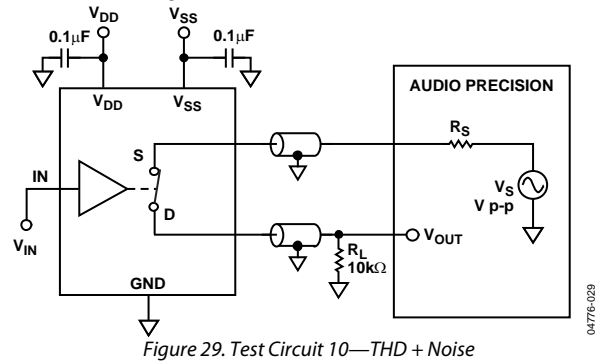 VDD
VSS
0.1µF
0.1µF
VDD
VSS
AUDIO PRECISION
RS
S
IN
VS
V p-p
D
VIN
VOUT
RL
10kΩ
GND
04776-029
Figure 29. Test Circuit 10—THD + Noise